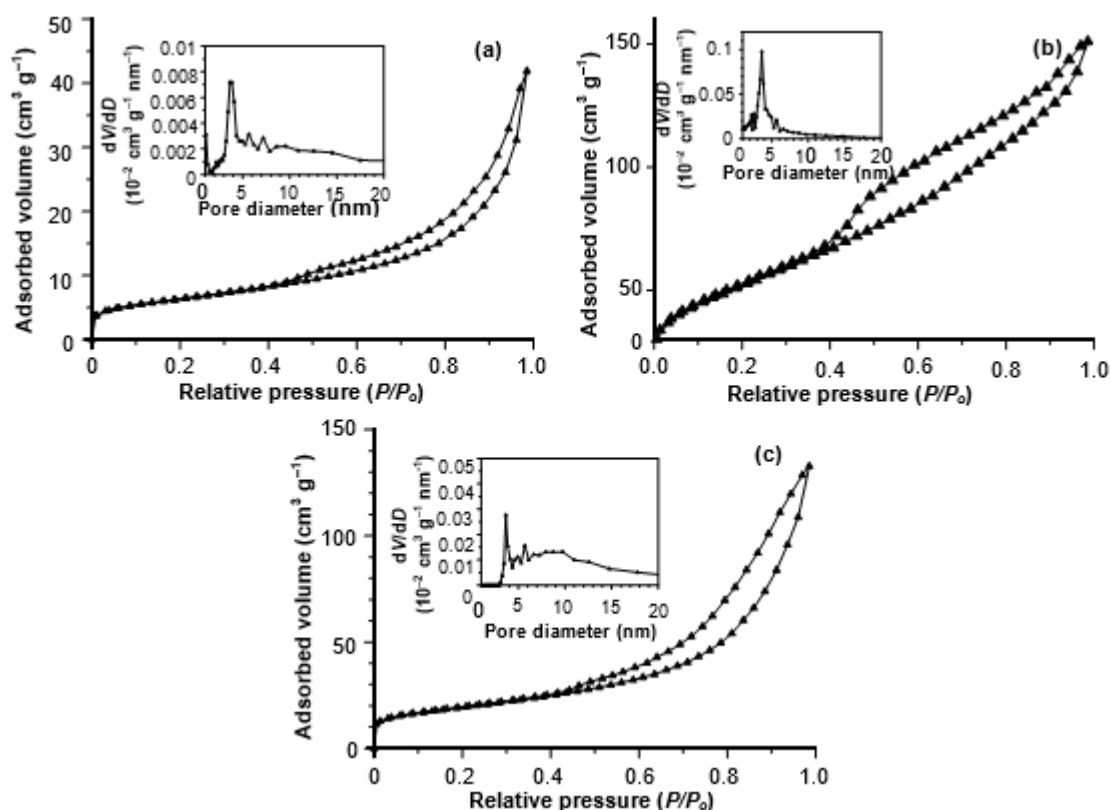 (a)
Adsorbed volume (cm³ g⁻¹)
50
40
30
20
10
0
0 0.2 0.4 0.6 0.8 1.0
Relative pressure (P/Pₒ)
dV/dD
(10⁻² cm³ g⁻¹ nm⁻¹)
0.01
0.008
0.006
0.004
0.002
0
0 5 10 15 20
Pore diameter (nm)
(b)
Adsorbed volume (cm³ g⁻¹)
150
100
50
0
0.0 0.2 0.4 0.6 0.8 1.0
Relative pressure (P/Pₒ)
dV/dD
(10⁻² cm³ g⁻¹ nm⁻¹)
0.1
0.05
0
0 5 10 15 20
Pore diameter (nm)
(c)
Adsorbed volume (cm³ g⁻¹)
150
100
50
0
0 0.2 0.4 0.6 0.8 1.0
Relative pressure (P/Pₒ)
dV/dD
(10⁻² cm³ g⁻¹ nm⁻¹)
0.05
0.04
0.03
0.02
0.01
0
0 5 10 15 20
Pore diameter (nm)